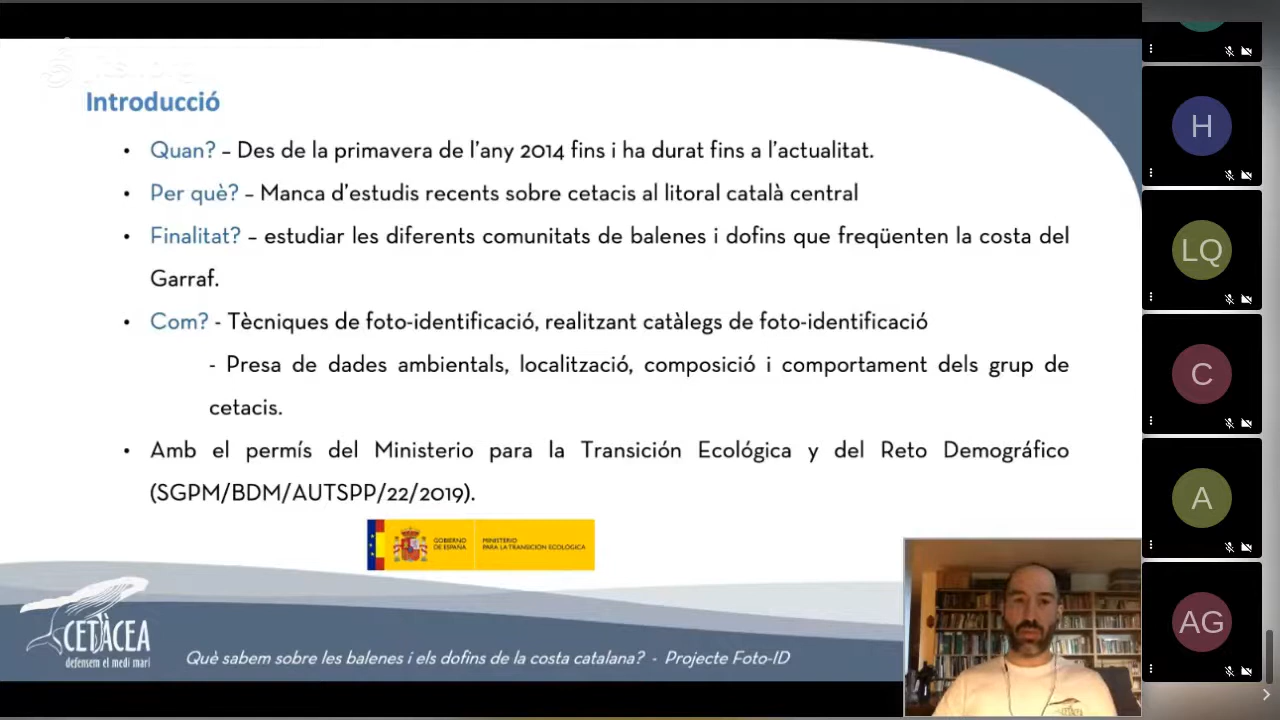 Introducció
• Quan? – Des de la primavera de l'any 2014 fins i ha durat fins a l'actualitat.
• Per què? – Manca d'estudis recents sobre cetacis al litoral català central
• Finalitat? – estudiar les diferents comunitats de balenes i dofins que freqüenten la costa del
Garraf.
• Com? - Tècniques de foto-identificació, realitzant catàlegs de foto-identificació
- Presa de dades ambientals, localització, composició i comportament dels grup de
cetacis.
• Amb el permís del Ministerio para la Transición Ecológica y del Reto Demográfico
(SGPM/BDM/AUTSPP/22/2019).
GOBIERNO
DE ESPAÑA
MINISTERIO
PARA LA TRANSICIÓN ECOLÓGICA
CETÀCEA
defensem el medi marí
Què sabem sobre les balenes i els dofins de la costa catalana? - Projecte Foto-ID
H
LQ
C
A
AG